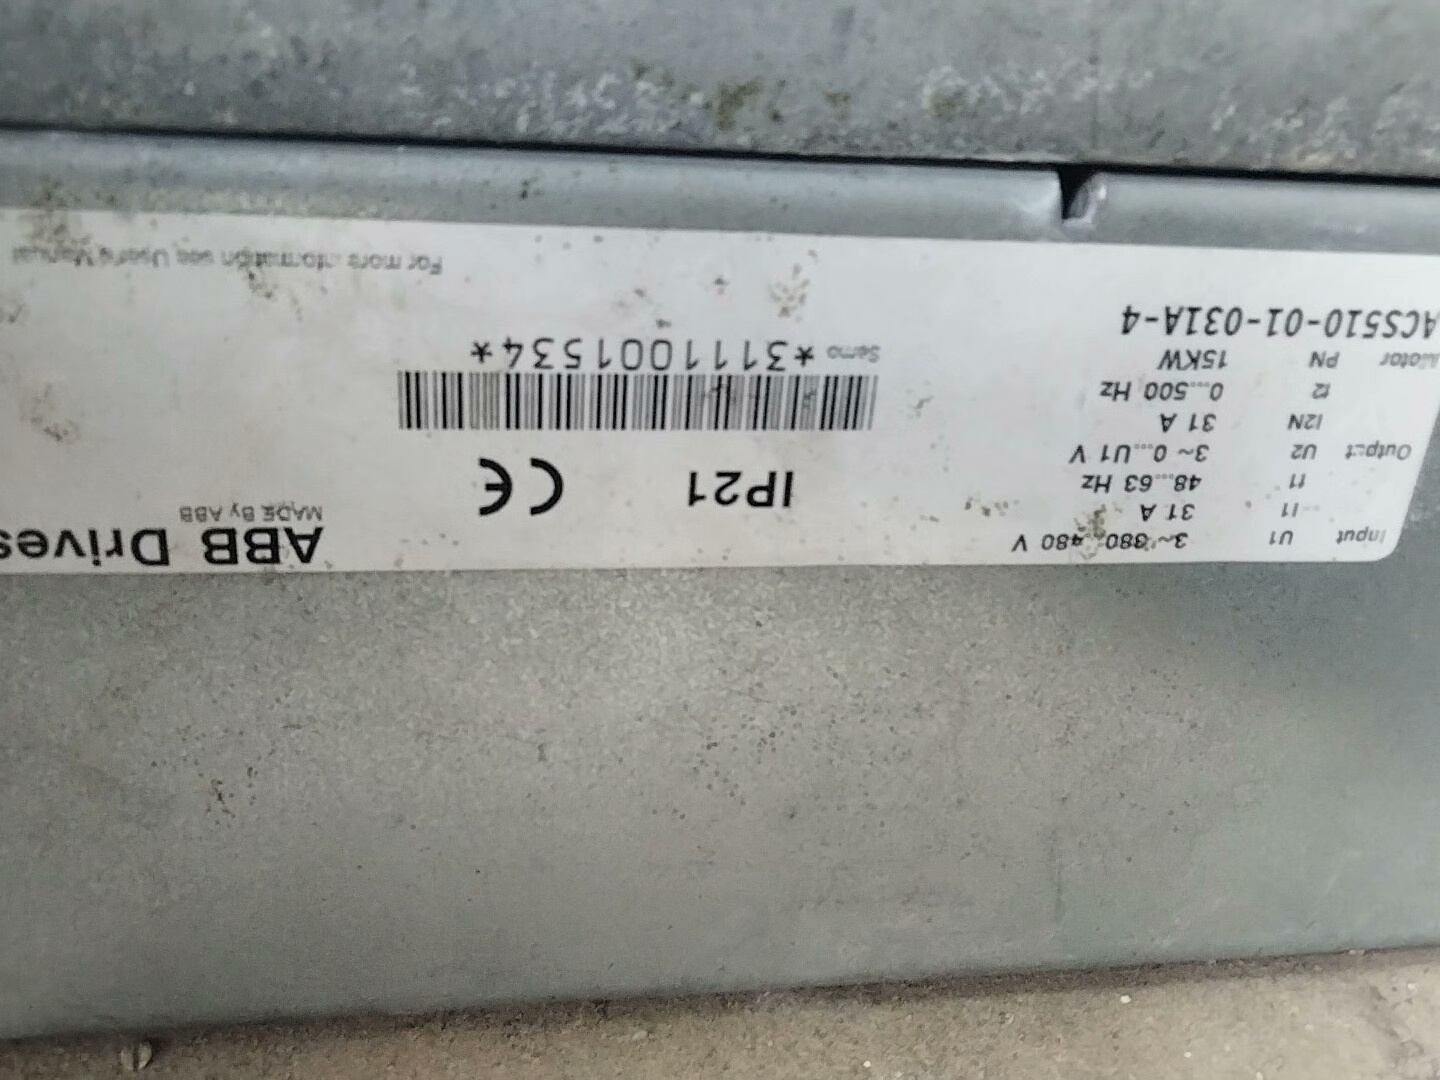 ABB Drives
MADE By ABB
IP21 CE
Serno *3111001534*
For more information see User's Manual
Input U1 3~ 380..480 V
I1 31 A
f1 48...63 Hz
Output U2 3~ 0...U1 V
I2N 31 A
f2 0...500 Hz
Motor PN 15KW
ACS510-01-031A-4